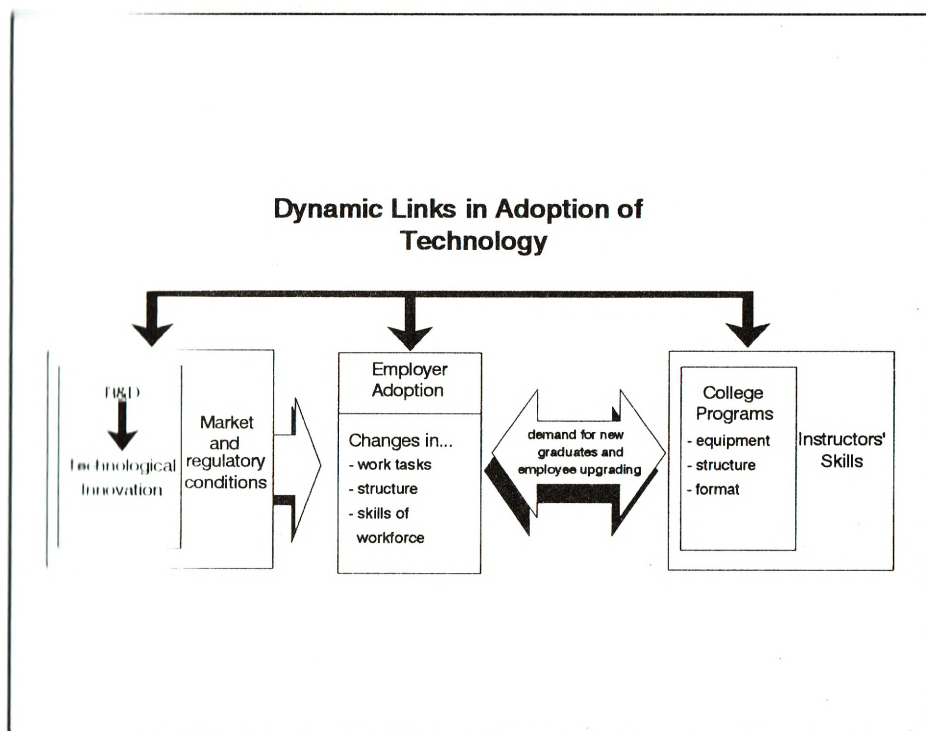 Dynamic Links in Adoption of
Technology
R&D
Technological
Innovation
Market
and
regulatory
conditions
Employer
Adoption
Changes in...
- work tasks
- structure
- skills of
workforce
demand for new
graduates and
employee upgrading
College
Programs
- equipment
- structure
- format
Instructors'
Skills